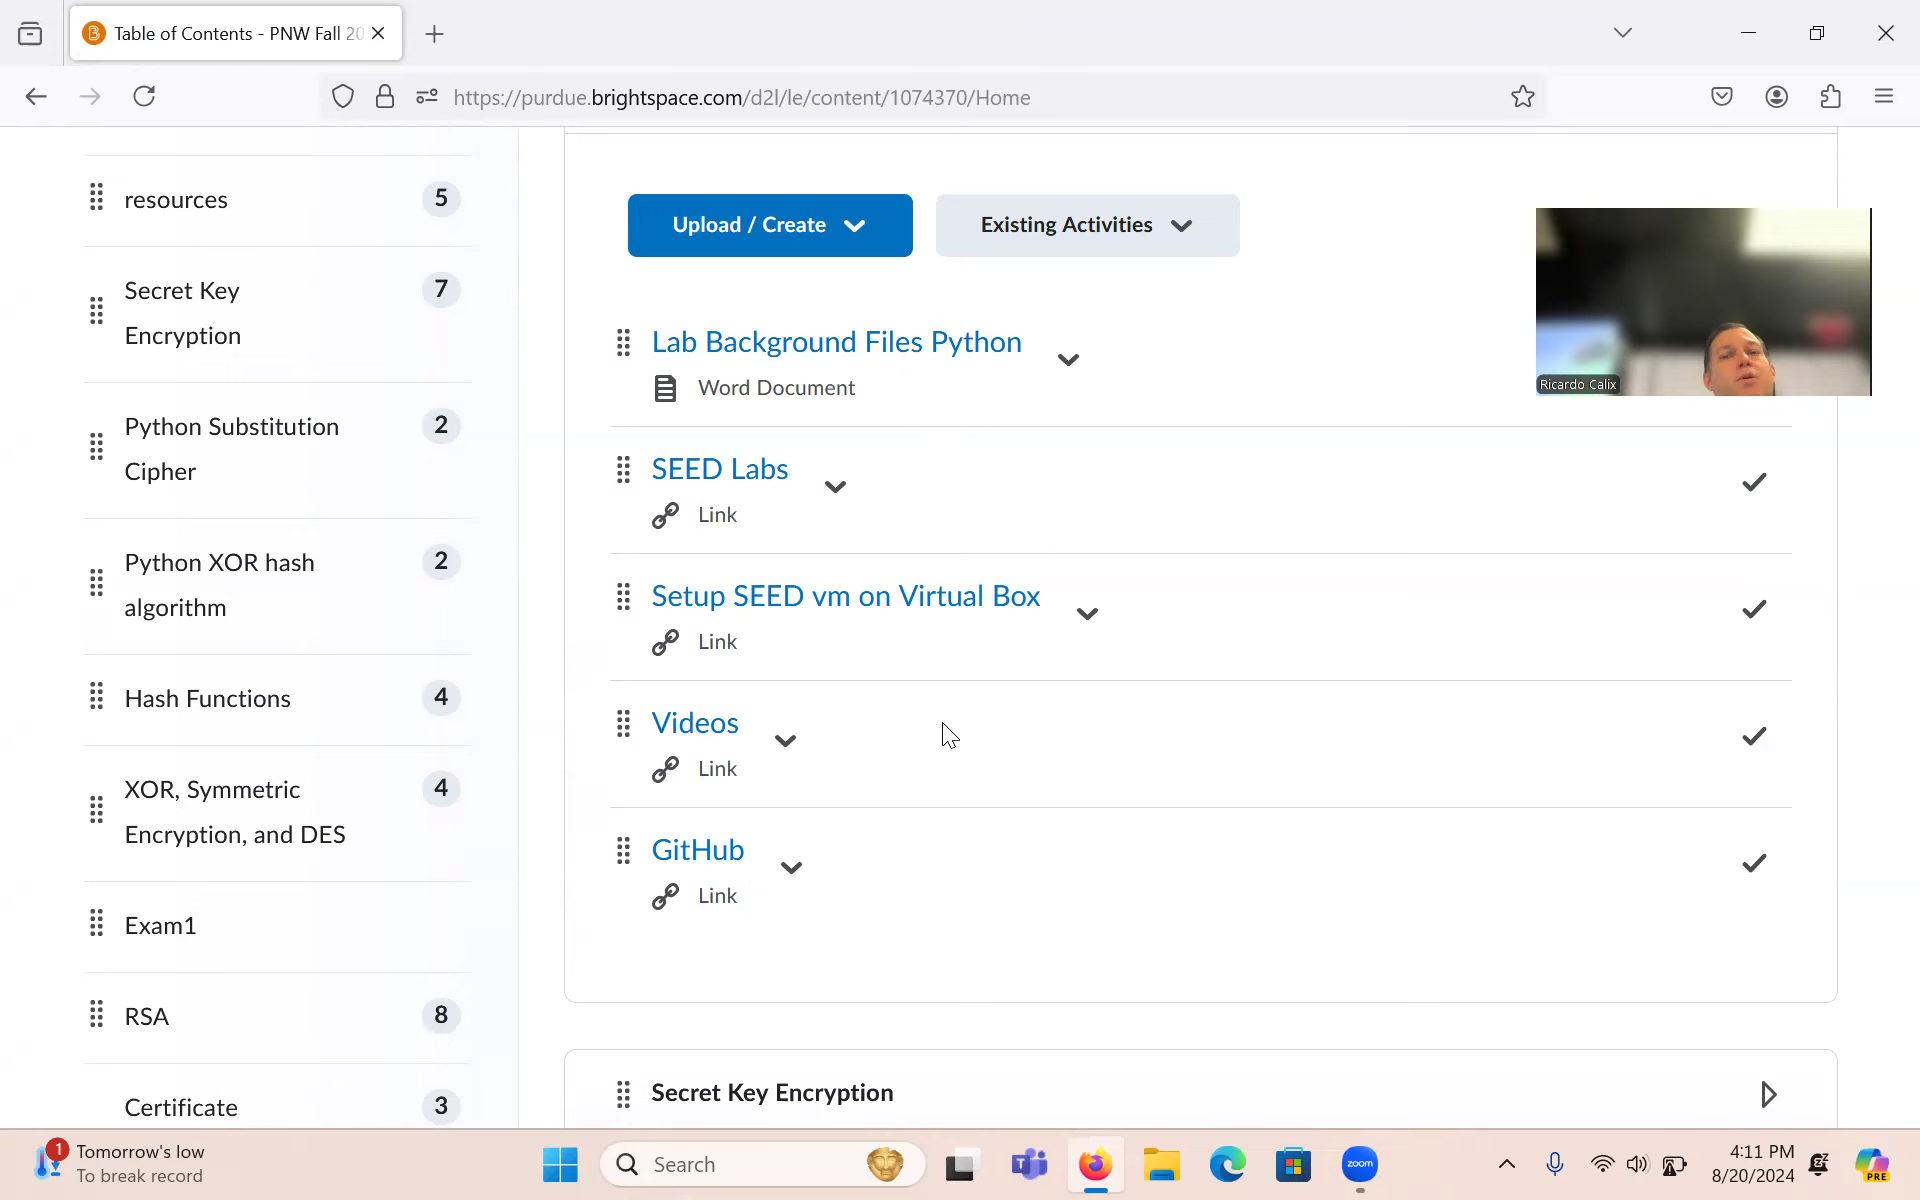 Table of Contents - PNW Fall 20
https://purdue.brightspace.com/d2l/le/content/1074370/Home
resources
5
Secret Key
Encryption
7
Python Substitution
Cipher
2
Python XOR hash
algorithm
2
Hash Functions
4
XOR, Symmetric
Encryption, and DES
4
Exam1
RSA
8
Certificate
3
Upload / Create
Existing Activities
Lab Background Files Python
Word Document
SEED Labs
Link
Setup SEED vm on Virtual Box
Link
Videos
Link
GitHub
Link
Secret Key Encryption
Ricardo Calix
1
Tomorrow's low
To break record
Search
zoom
4:11 PM
8/20/2024
PRE